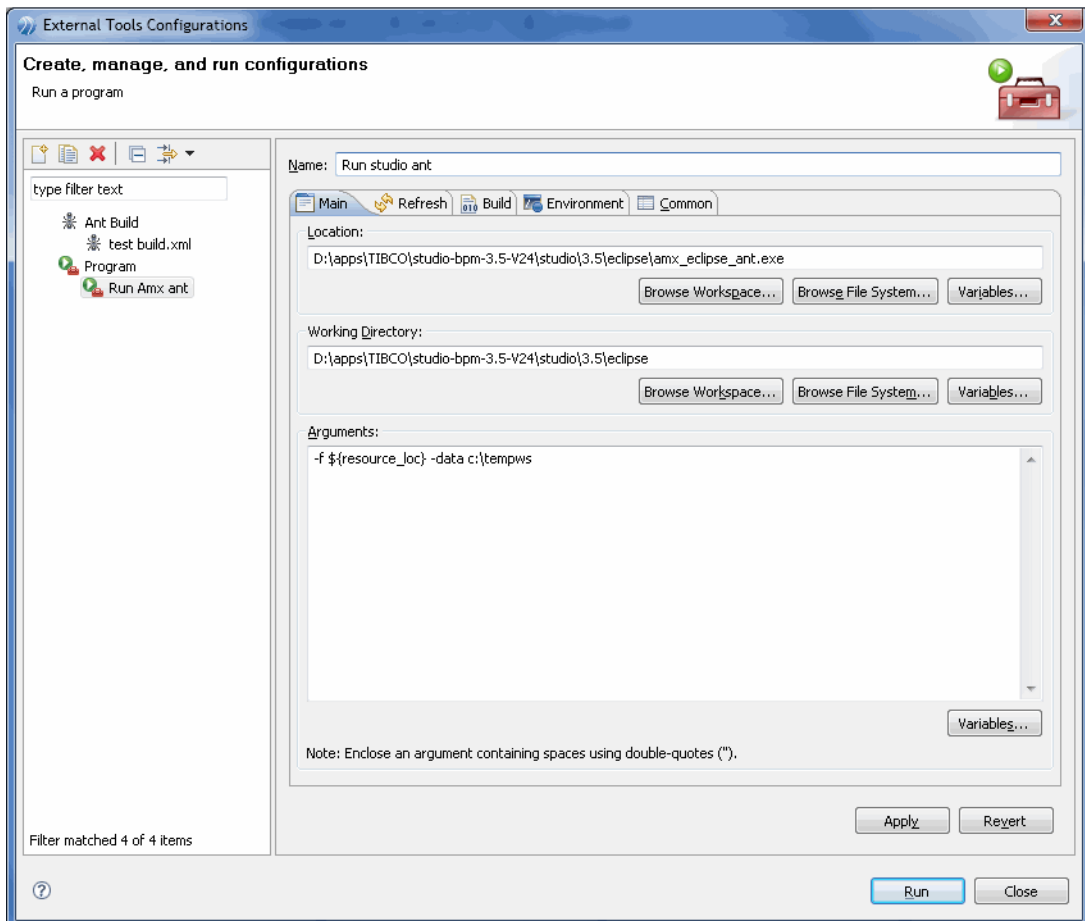 External Tools Configurations
Create, manage, and run configurations
Run a program
type filter text
Ant Build
test build.xml
Program
Run Amx ant
Filter matched 4 of 4 items
Name: Run studio ant
Main Refresh Build Environment Common
Location:
D:\apps\TIBCO\studio-bpm-3.5-V24\studio\3.5\eclipse\amx_eclipse_ant.exe
Browse Workspace... Browse File System... Variables...
Working Directory:
D:\apps\TIBCO\studio-bpm-3.5-V24\studio\3.5\eclipse
Browse Workspace... Browse File System... Variables...
Arguments:
-f ${resource_loc} -data c:\tempws
Variables...
Note: Enclose an argument containing spaces using double-quotes (").
Apply Revert
Run Close